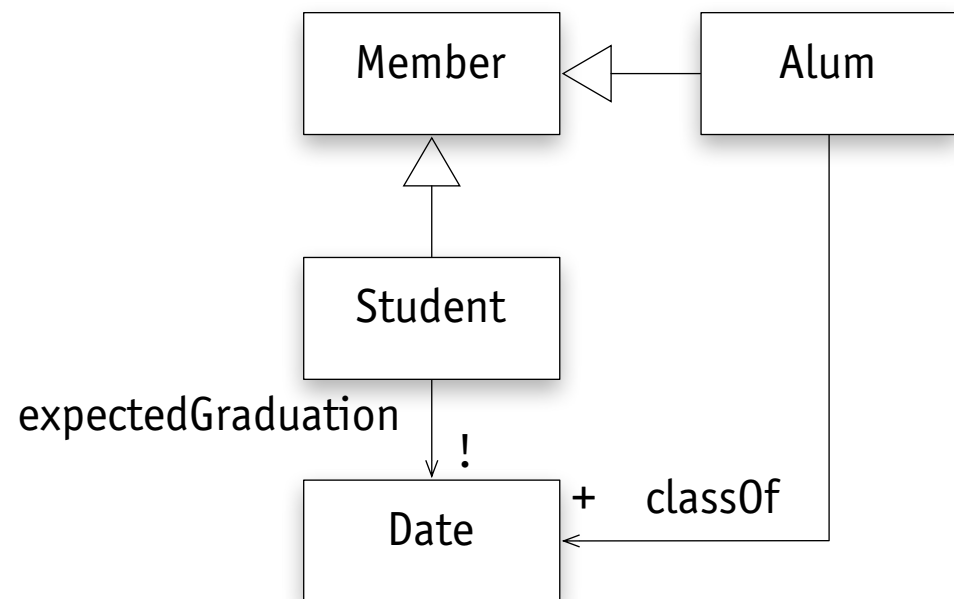 Member
Alum
Student
expectedGraduation
!
+ classOf
Date